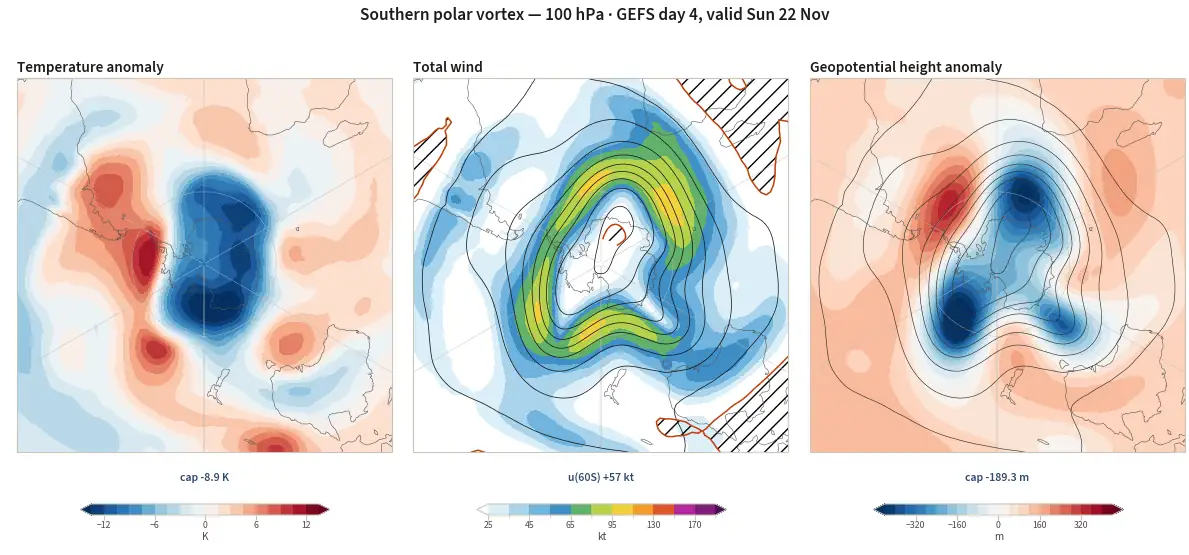 Southern polar vortex — 100 hPa · GEFS day 4, valid Sun 22 Nov
Temperature anomaly
Total wind
Geopotential height anomaly
cap -8.9 K
u(60S) +57 kt
cap -189.3 m
−12 −6 0 6 12
K
25 45 65 95 130 170
kt
−320 −160 0 160 320
m